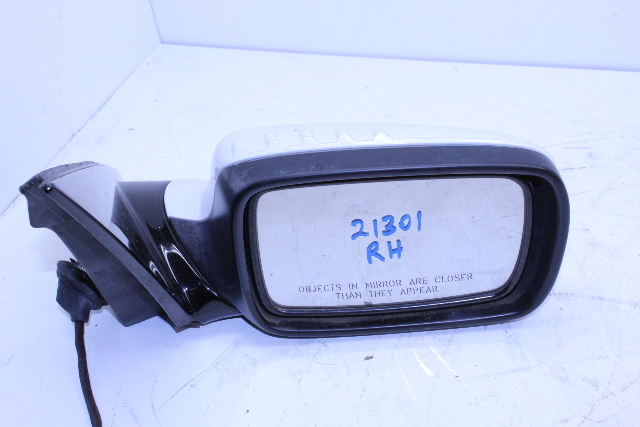 21301
RH
OBJECTS IN MIRROR ARE CLOSER
THAN THEY APPEAR